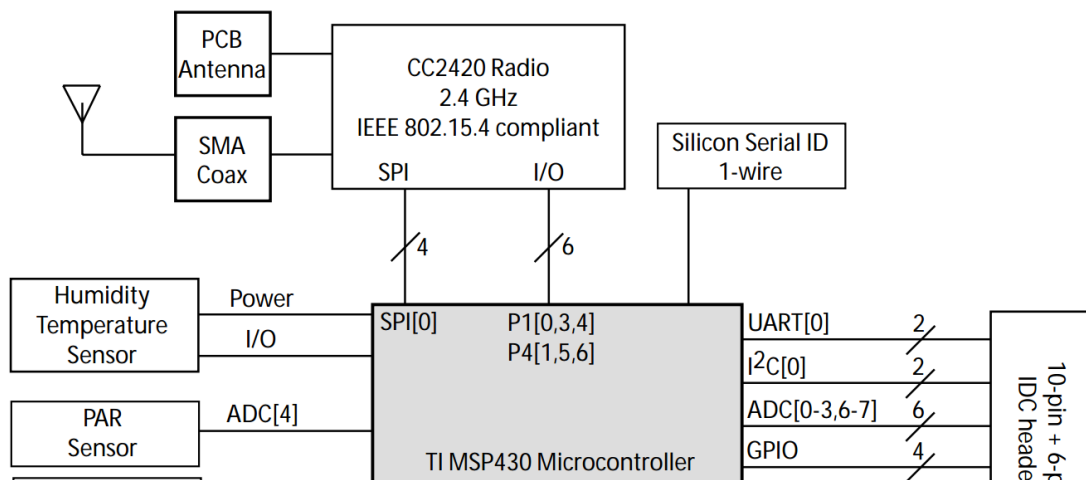 PCB
Antenna
CC2420 Radio
2.4 GHz
IEEE 802.15.4 compliant
SPI
I/O
SMA
Coax
Silicon Serial ID
1-wire
4
6
Humidity
Temperature
Sensor
Power
I/O
SPI[0]
P1[0,3,4]
P4[1,5,6]
UART[0]
2
I2C[0]
2
ADC[0-3,6-7]
6
GPIO
4
10-pin + 6-p
IDC heade
PAR
Sensor
ADC[4]
TI MSP430 Microcontroller